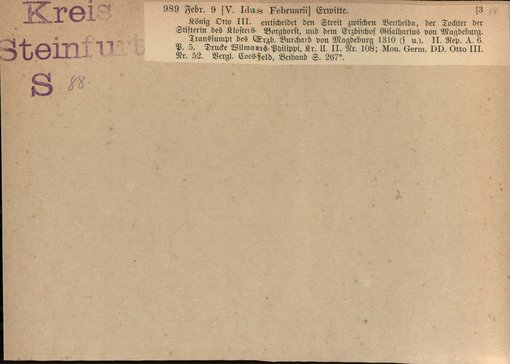 Kreis
Steinfurt
S 88
989 Febr. 9 [V. Idus Februarii] Erwitte. [3
König Otto III. entscheidet den Streit zwischen Bertheida, der Tochter der
Stifterin des Klosters Borghorst, und dem Erzbischof Gisalharius von Magdeburg.
Transsumpt des Erzb. Burchard von Magdeburg 1310 (s u.). II. Rep. A. 6.
P. 5. Drucke Wilmans-Philippi, Kr. U. II. Nr. 108; Mon. Germ. DD. Otto III.
Nr. 52. Vergl. Coesfeld, Beiband S. 267*.